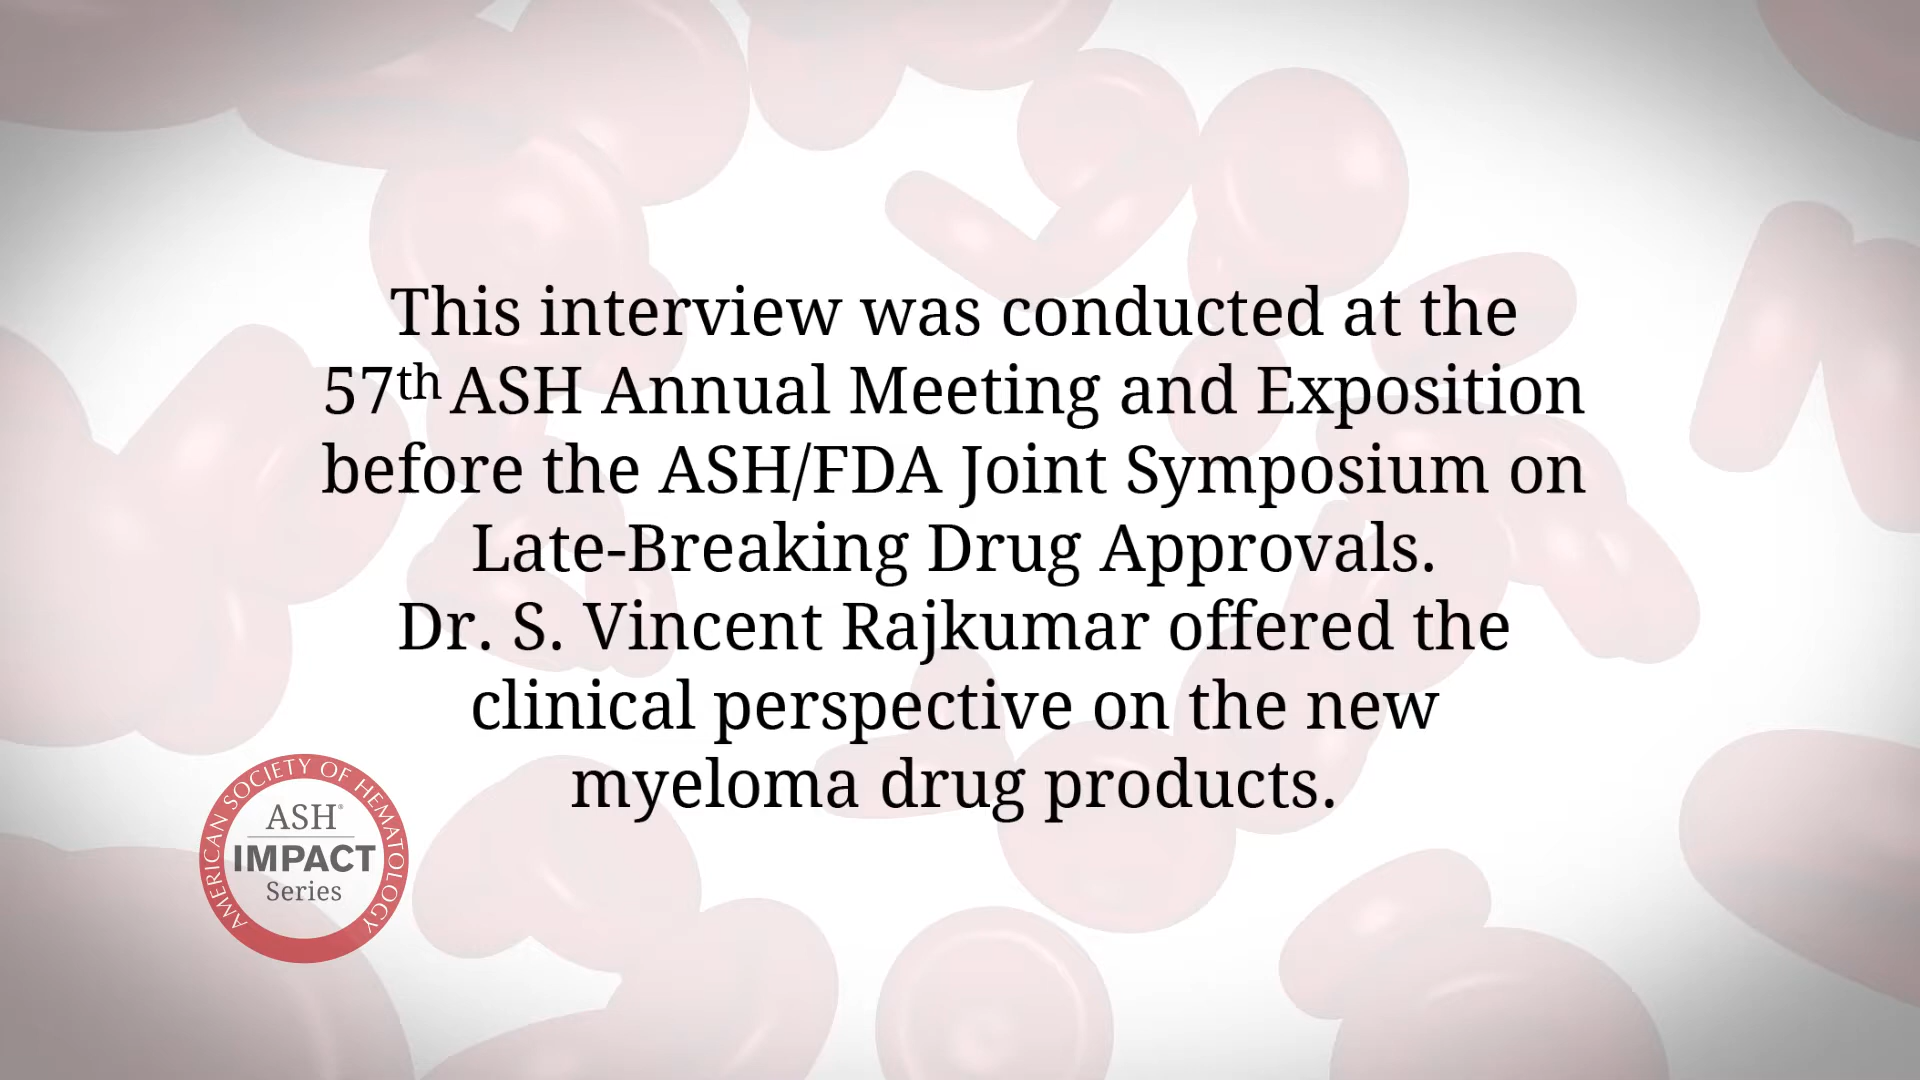 This interview was conducted at the
57th ASH Annual Meeting and Exposition
before the ASH/FDA Joint Symposium on
Late-Breaking Drug Approvals.
Dr. S. Vincent Rajkumar offered the
clinical perspective on the new
myeloma drug products.
AMERICAN SOCIETY OF HEMATOLOGY
ASH®
IMPACT
Series